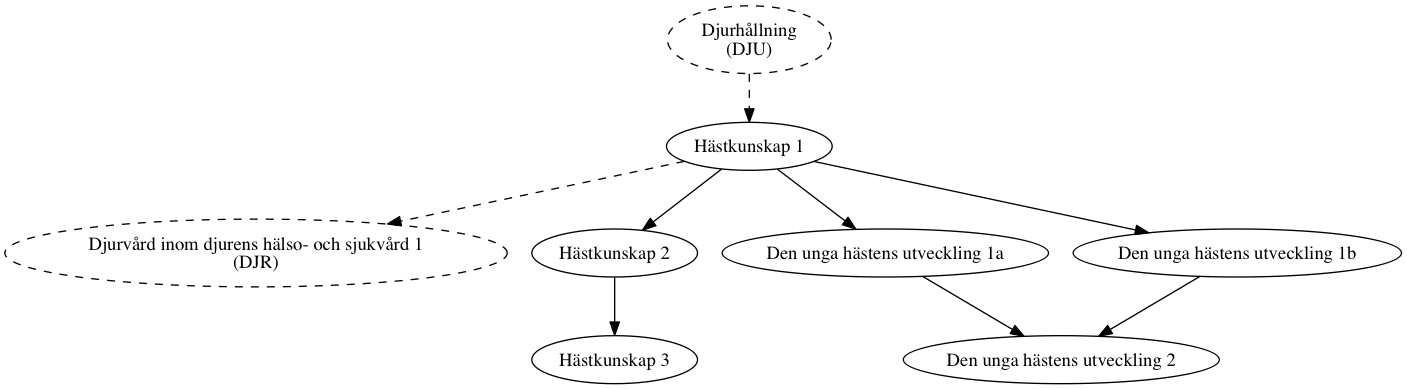 Djurhållning
(DJU)
Hästkunskap 1
Djurvård inom djurens hälso- och sjukvård 1
(DJR)
Hästkunskap 2
Den unga hästens utveckling 1a
Den unga hästens utveckling 1b
Hästkunskap 3
Den unga hästens utveckling 2